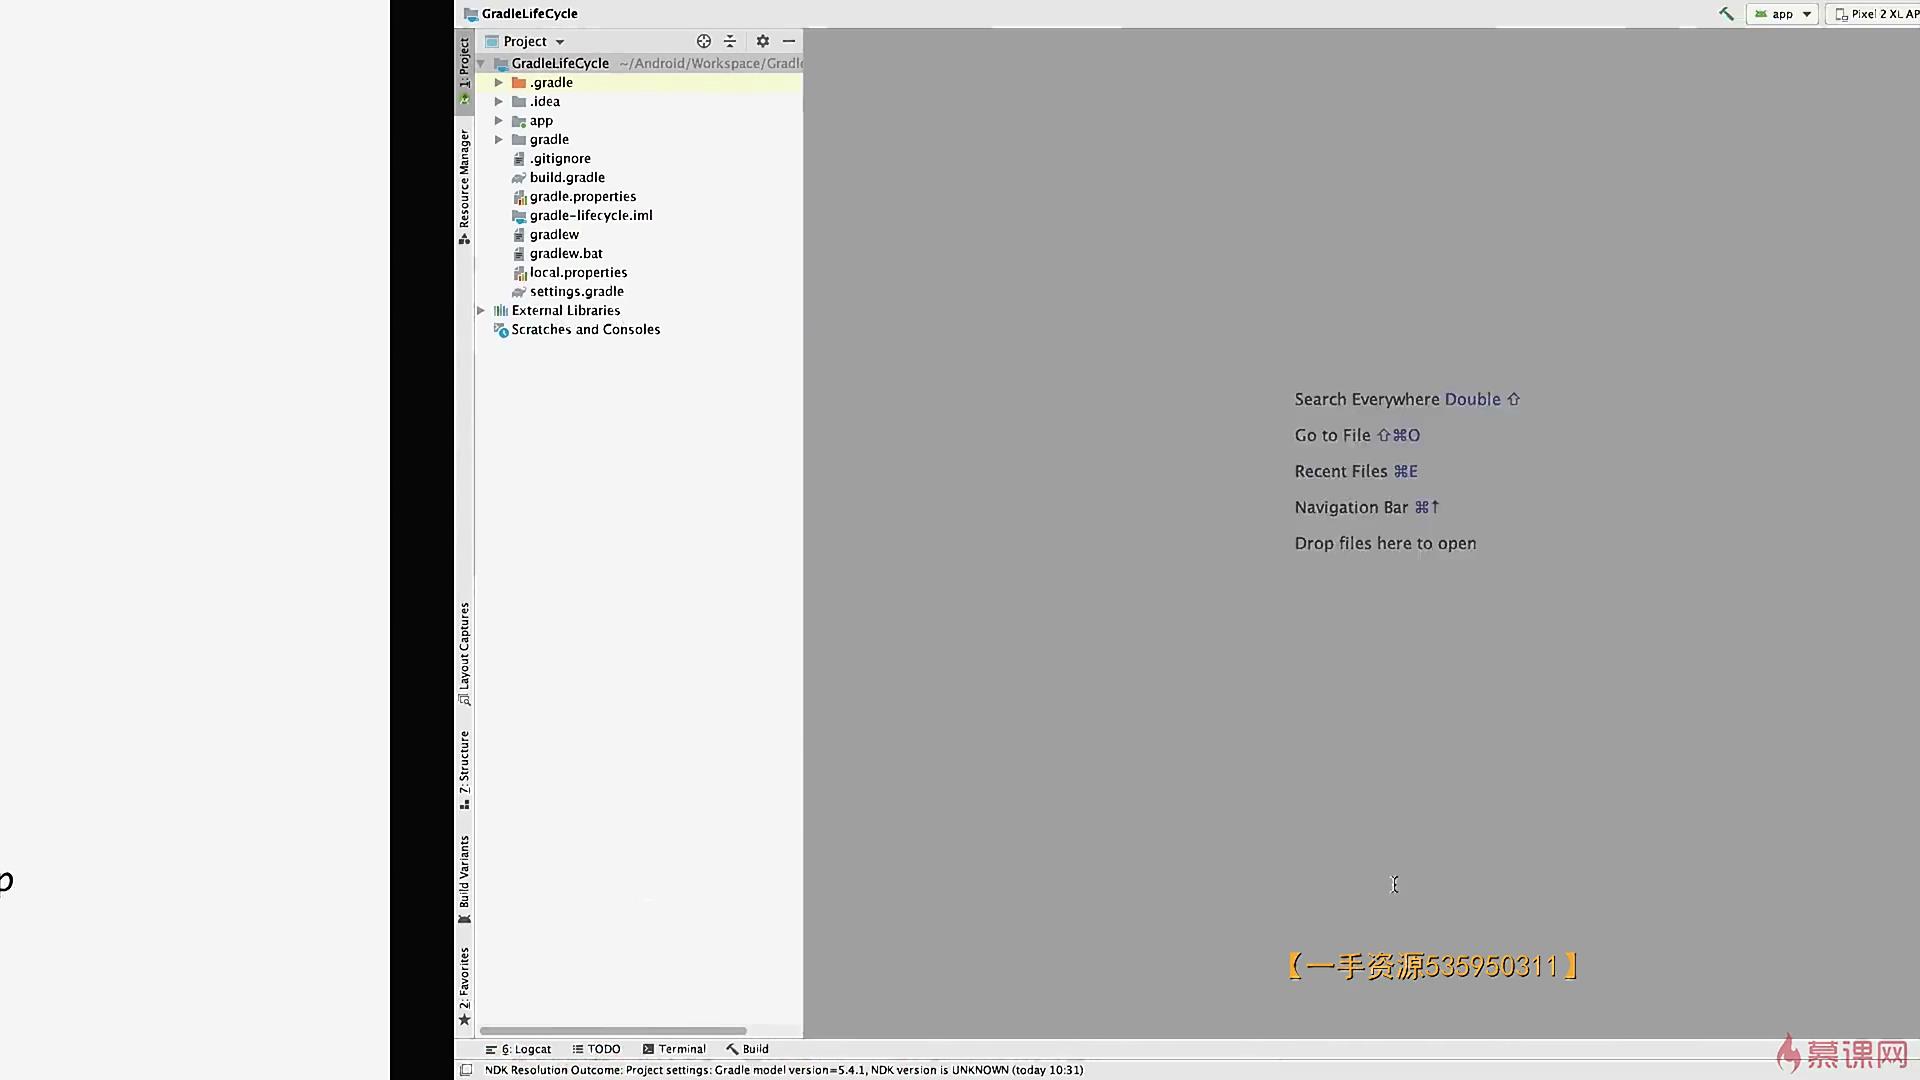 GradleLifeCycle
app
Pixel 2 XL AP
Project
GradleLifeCycle ~/Android/Workspace/Gradle
.gradle
.idea
app
gradle
.gitignore
build.gradle
gradle.properties
gradle-lifecycle.iml
gradlew
gradlew.bat
local.properties
settings.gradle
External Libraries
Scratches and Consoles
1: Project
Resource Manager
Layout Captures
7: Structure
Build Variants
2: Favorites
Search Everywhere Double ⇧
Go to File ⇧⌘O
Recent Files ⌘E
Navigation Bar ⌘↑
Drop files here to open
p
【一手资源535950311】
6: Logcat
TODO
Terminal
Build
NDK Resolution Outcome: Project settings: Gradle model version=5.4.1, NDK version is UNKNOWN (today 10:31)
慕课网